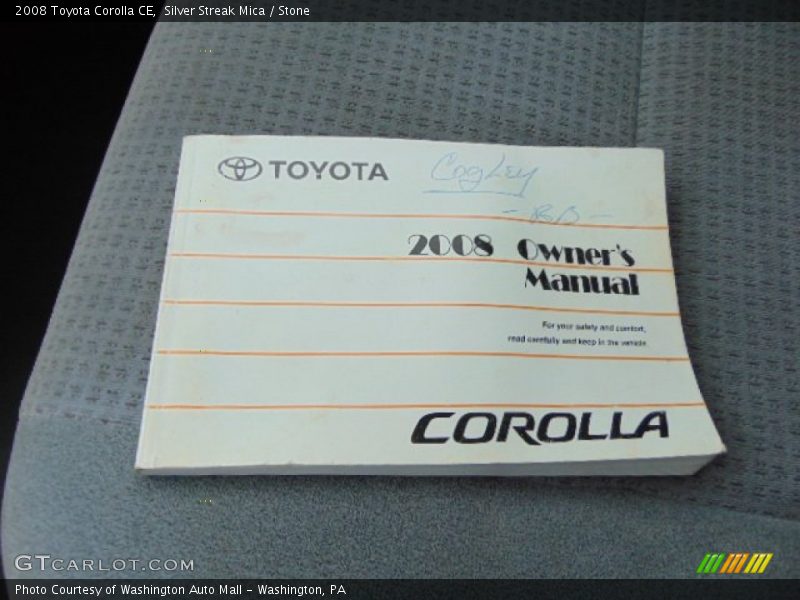 2008 Toyota Corolla CE, Silver Streak Mica / Stone
TOYOTA
Cogley
2008 Owner's
Manual
For your safety and comfort,
read carefully and keep in the vehicle.
COROLLA
GTCARLOT.COM
Photo Courtesy of Washington Auto Mall - Washington, PA